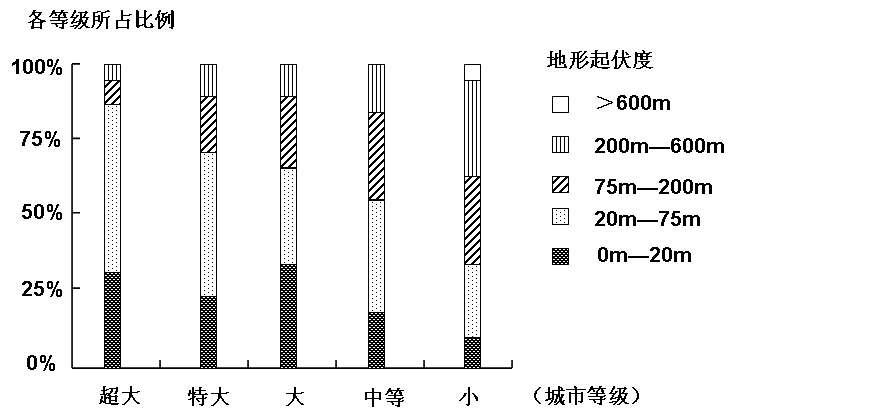 各等级所占比例
100%
75%
50%
25%
0%
超大
特大
大
中等
小
（城市等级）
地形起伏度
＞600m
200m—600m
75m—200m
20m—75m
0m—20m